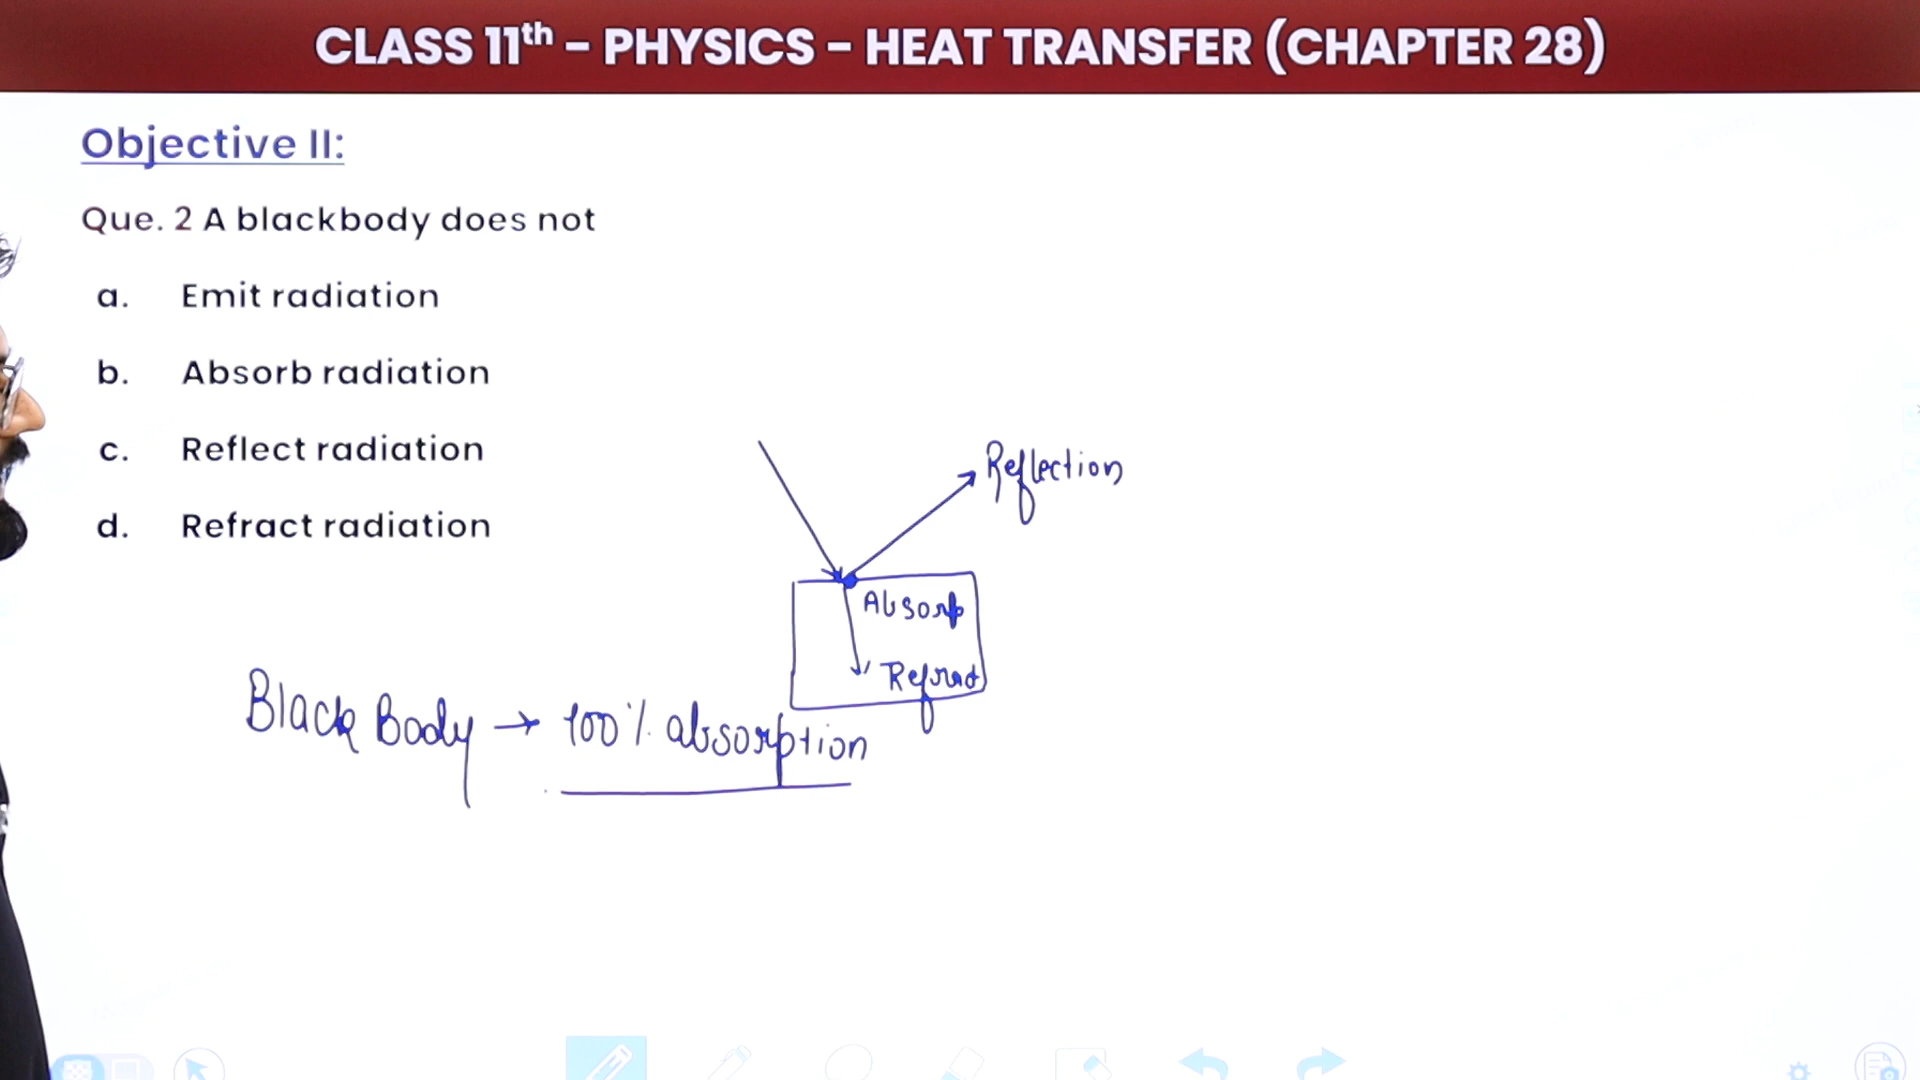 CLASS 11th – PHYSICS – HEAT TRANSFER (CHAPTER 28)
Objective II:
Que. 2 A blackbody does not
a. Emit radiation
b. Absorb radiation
c. Reflect radiation
d. Refract radiation
Reflection
Absorp
Refract
Black Body → 100% absorption